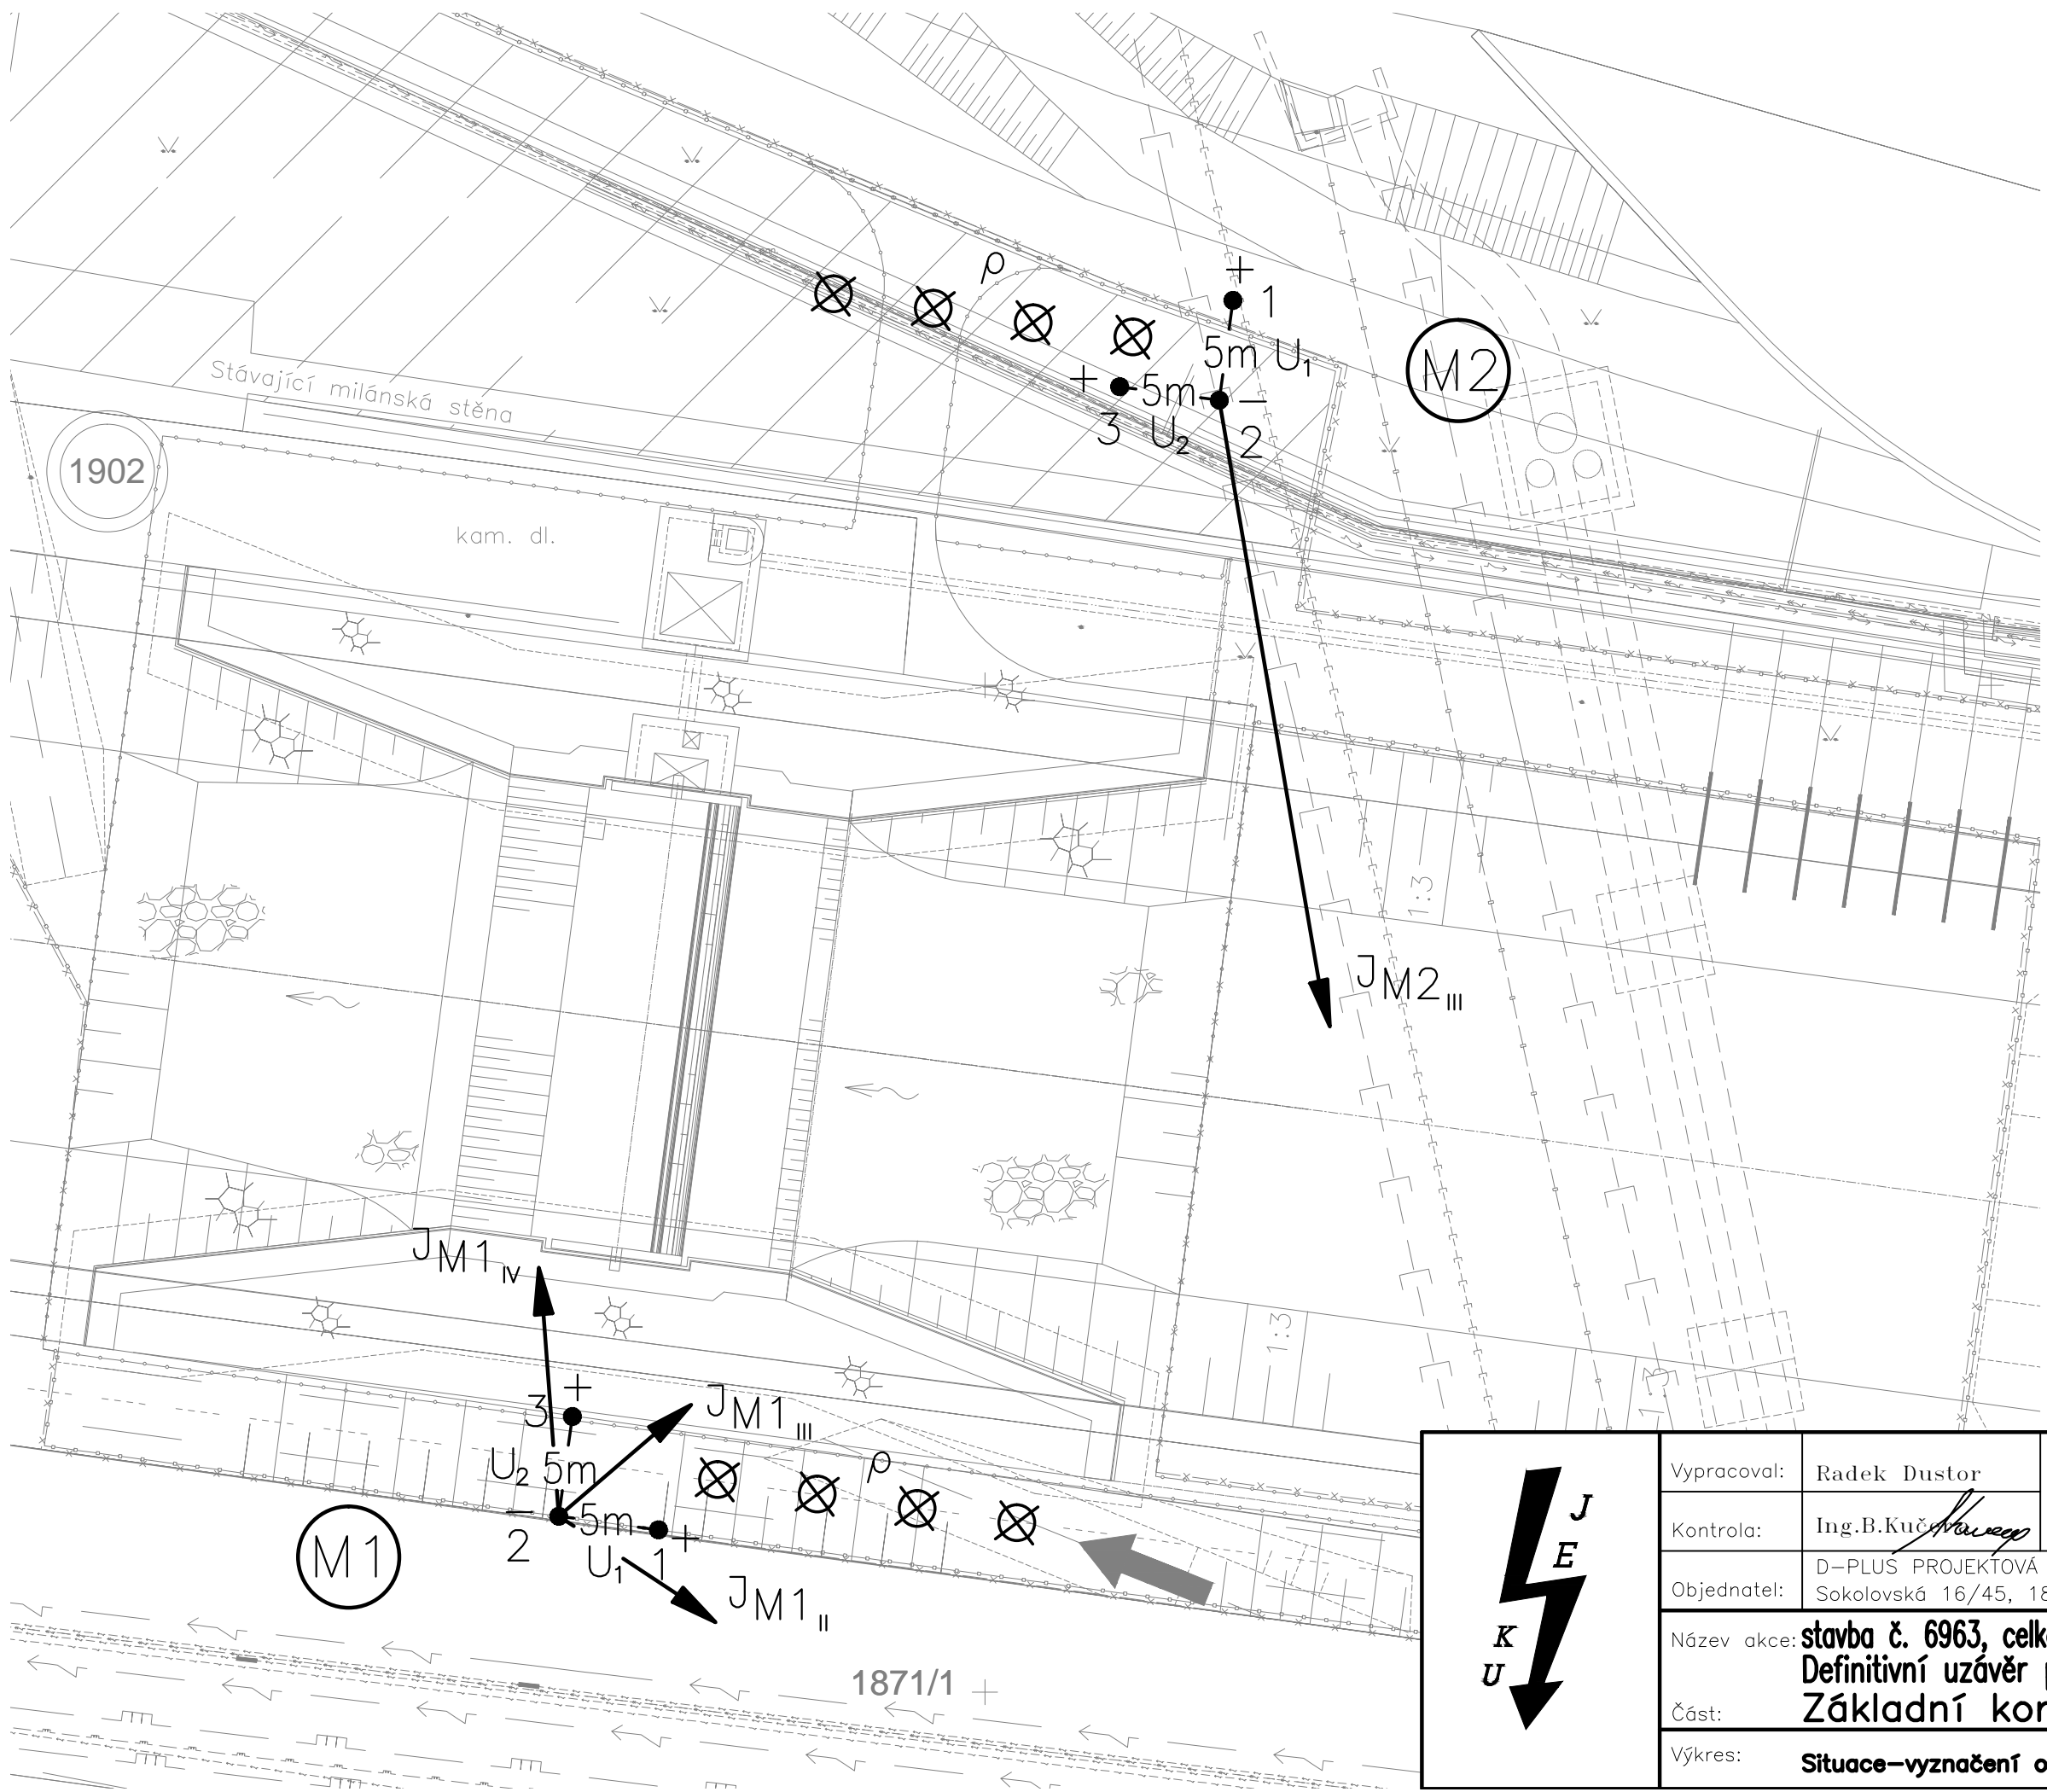 ρ
+
1
5m U₁
M2
+
5m
−
3
U₂
2
Stávající milánská stěna
1902
kam. dl.
1:3
J M2 III
J M1 IV
1:3
1:3
3
+
J M1 III
U₂ 5m
ρ
−
5m
+
2
U₁
1
M1
J M1 II
1871/1
J
E
K
U
Vypracoval: Radek Dustor
Kontrola:
Objednatel: D-PLUS PROJEKTOVÁ
Sokolovská 16/45, 18
Název akce: stavba č. 6963, celk
Definitivní uzávěr
Část: Základní kor
Výkres: Situace-vyznačení o